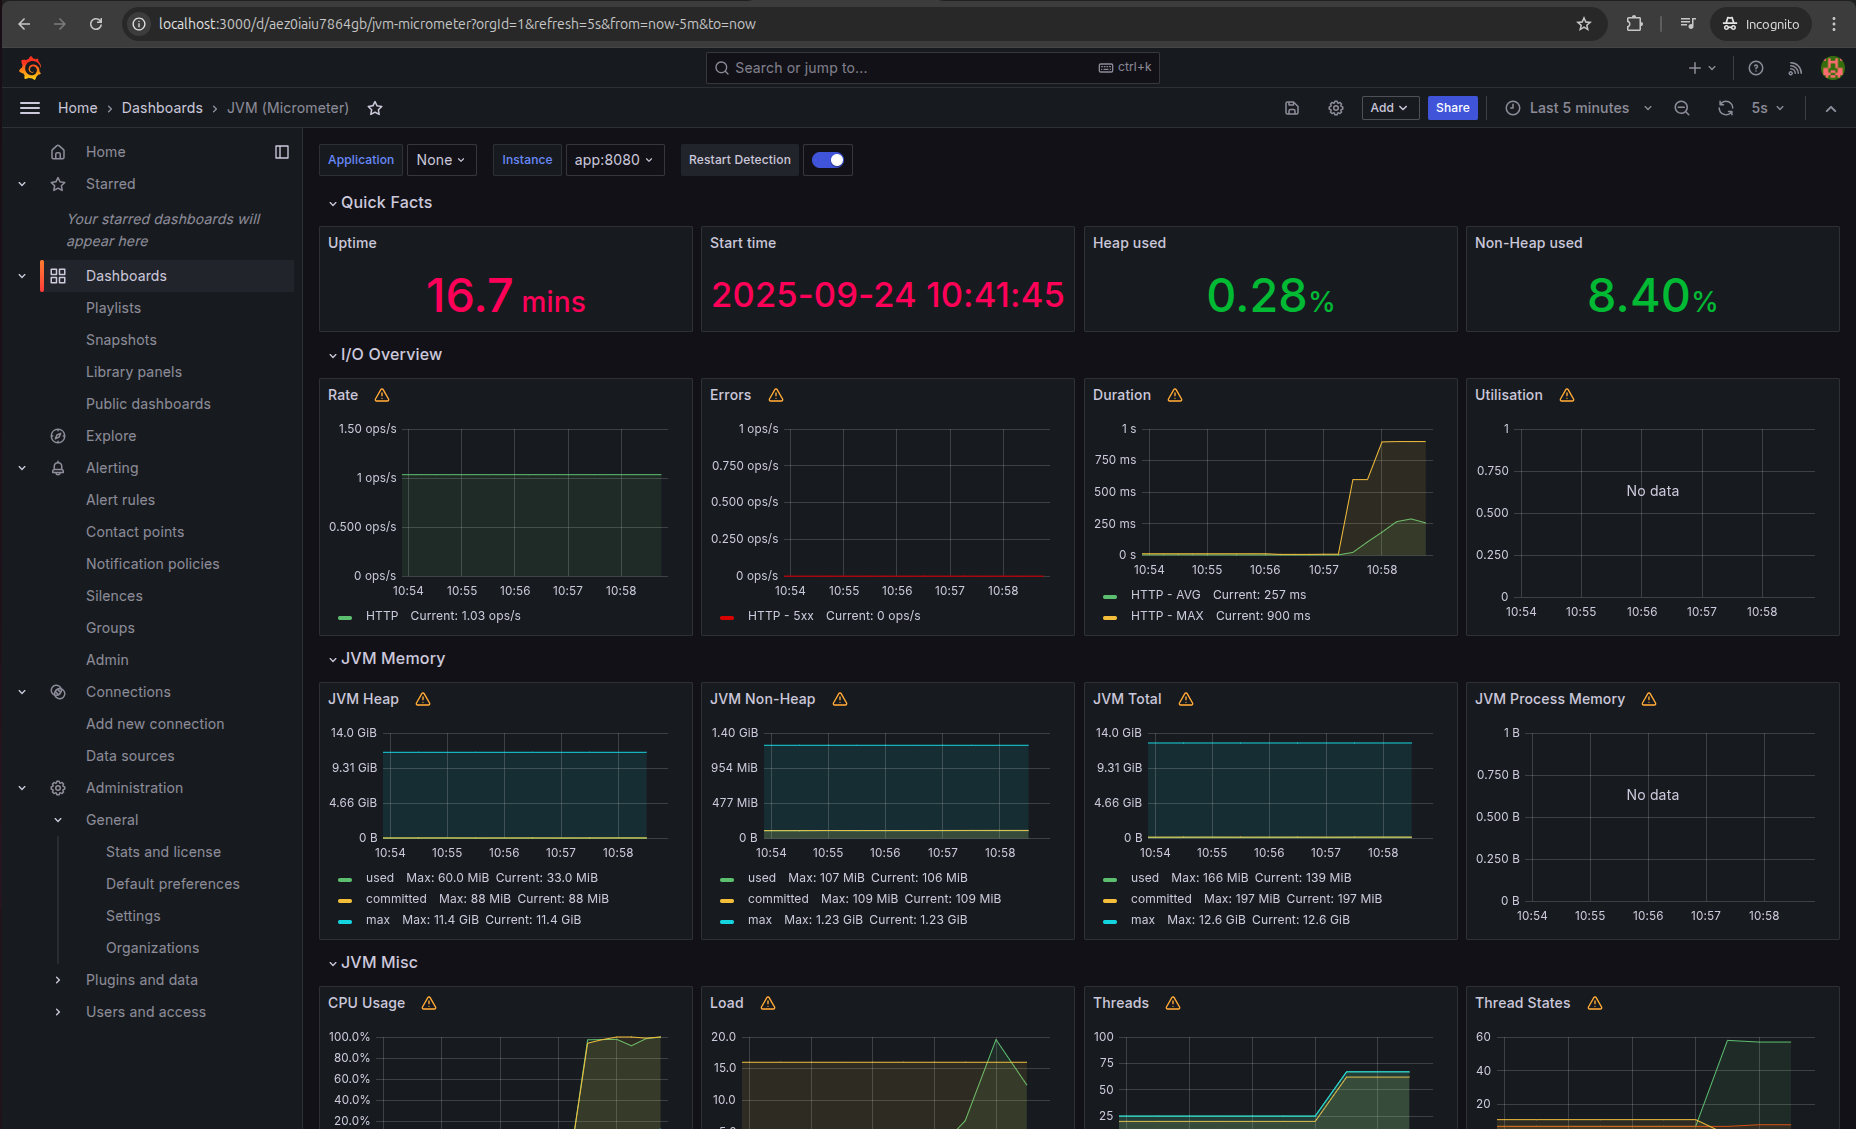 localhost:3000/d/aez0iaiu7864gb/jvm-micrometer?orgId=1&refresh=5s&from=now-5m&to=now
Incognito
Search or jump to...
ctrl+k
Home
Dashboards
JVM (Micrometer)
Add
Share
Last 5 minutes
5s
Home
Starred
Your starred dashboards will
appear here
Dashboards
Playlists
Snapshots
Library panels
Public dashboards
Explore
Alerting
Alert rules
Contact points
Notification policies
Silences
Groups
Admin
Connections
Add new connection
Data sources
Administration
General
Stats and license
Default preferences
Settings
Organizations
Plugins and data
Users and access
Application
None
Instance
app:8080
Restart Detection
Quick Facts
Uptime
16.7 mins
Start time
2025-09-24 10:41:45
Heap used
0.28%
Non-Heap used
8.40%
I/O Overview
Rate
1.50 ops/s
1 ops/s
0.500 ops/s
0 ops/s
10:54 10:55 10:56 10:57 10:58
HTTP Current: 1.03 ops/s
Errors
1 ops/s
0.750 ops/s
0.500 ops/s
0.250 ops/s
0 ops/s
10:54 10:55 10:56 10:57 10:58
HTTP - 5xx Current: 0 ops/s
Duration
1 s
750 ms
500 ms
250 ms
0 s
10:54 10:55 10:56 10:57 10:58
HTTP - AVG Current: 257 ms
HTTP - MAX Current: 900 ms
Utilisation
1
0.750
0.500
0.250
0
No data
10:54 10:55 10:56 10:57 10:58
JVM Memory
JVM Heap
14.0 GiB
9.31 GiB
4.66 GiB
0 B
10:54 10:55 10:56 10:57 10:58
used Max: 60.0 MiB Current: 33.0 MiB
committed Max: 88 MiB Current: 88 MiB
max Max: 11.4 GiB Current: 11.4 GiB
JVM Non-Heap
1.40 GiB
954 MiB
477 MiB
0 B
10:54 10:55 10:56 10:57 10:58
used Max: 107 MiB Current: 106 MiB
committed Max: 109 MiB Current: 109 MiB
max Max: 1.23 GiB Current: 1.23 GiB
JVM Total
14.0 GiB
9.31 GiB
4.66 GiB
0 B
10:54 10:55 10:56 10:57 10:58
used Max: 166 MiB Current: 139 MiB
committed Max: 197 MiB Current: 197 MiB
max Max: 12.6 GiB Current: 12.6 GiB
JVM Process Memory
1 B
0.750 B
0.500 B
0.250 B
0 B
No data
10:54 10:55 10:56 10:57 10:58
JVM Misc
CPU Usage
100.0%
80.0%
60.0%
40.0%
20.0%
Load
20.0
15.0
10.0
Threads
100
75
50
25
Thread States
60
40
20